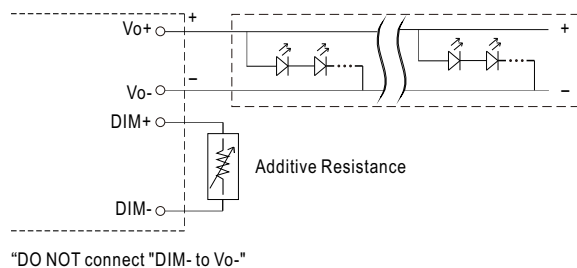 Vo+
+
+
Vo-
–
–
DIM+
Additive Resistance
DIM-
“DO NOT connect "DIM- to Vo-"